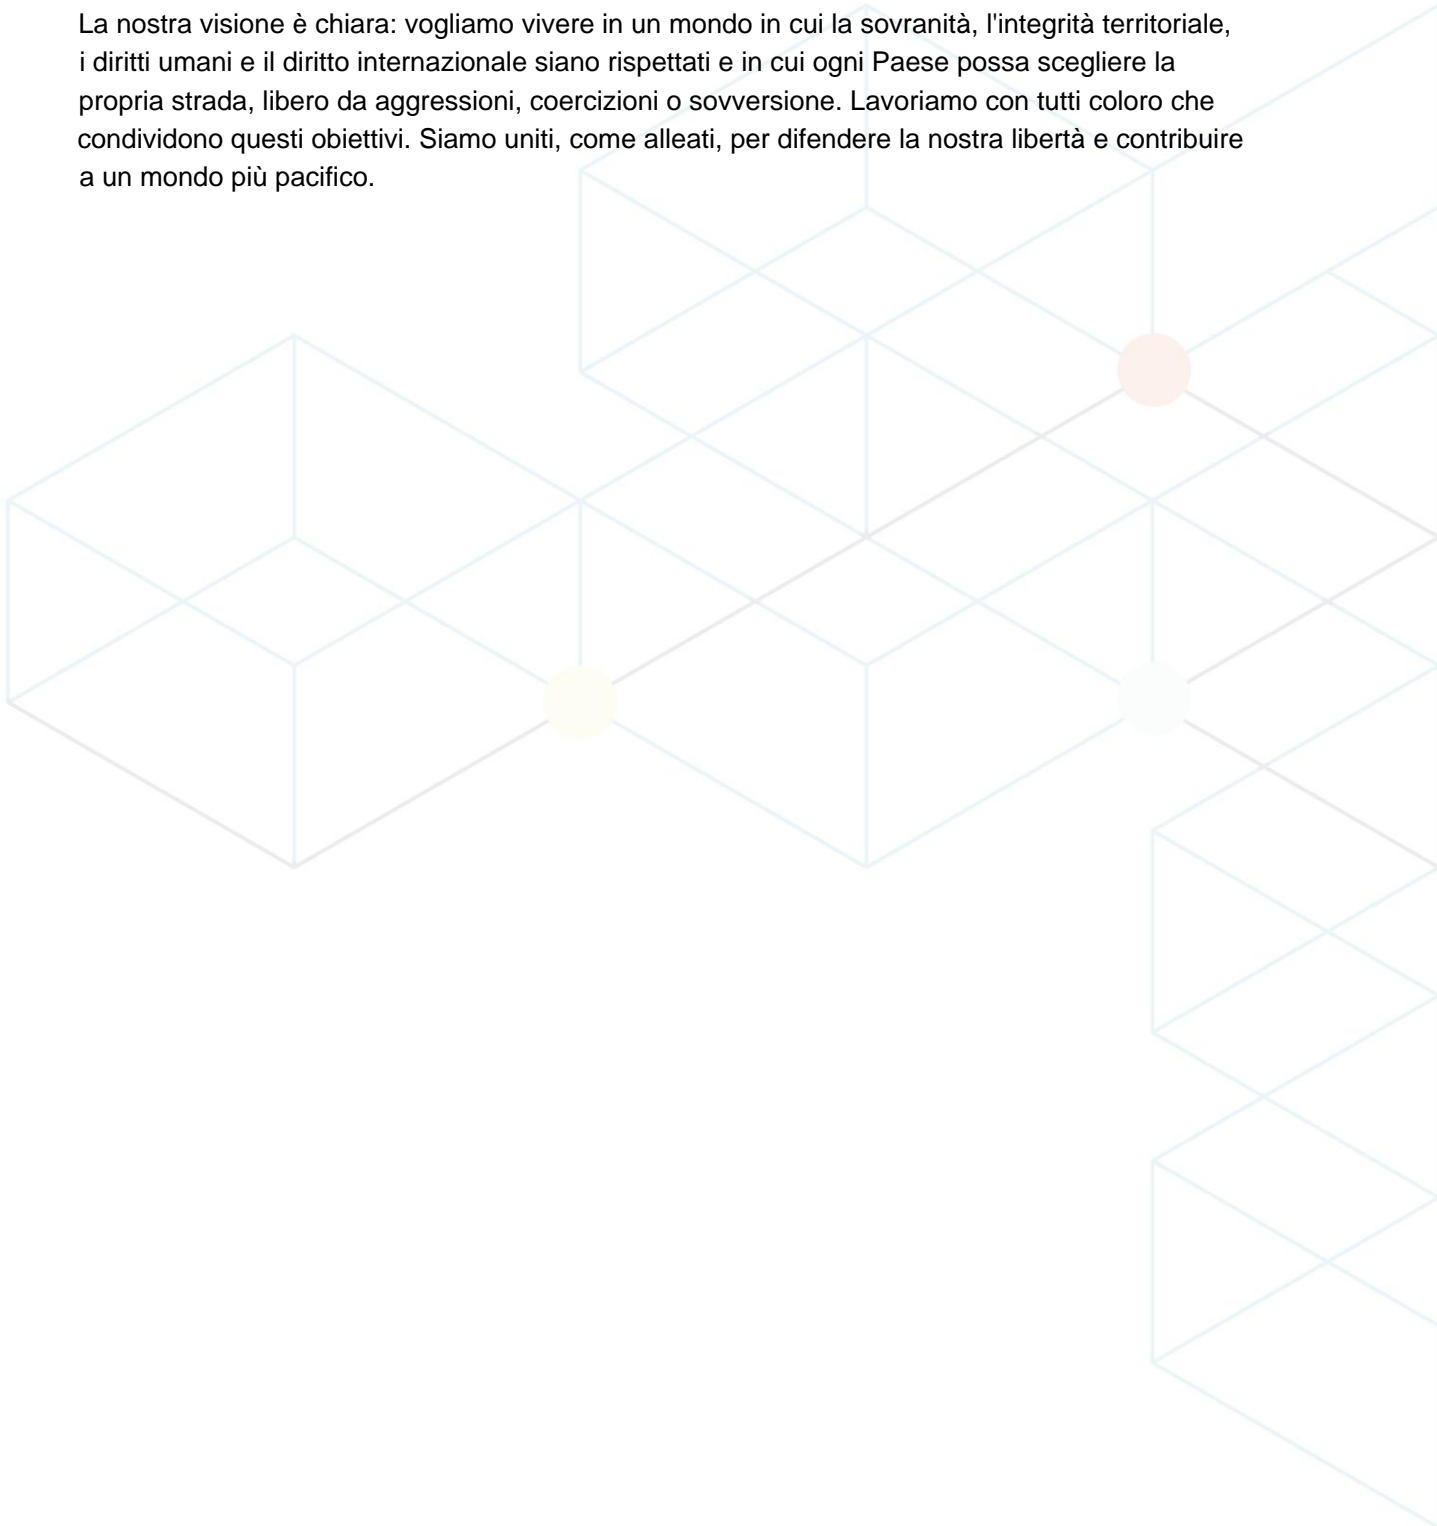 La nostra visione è chiara: vogliamo vivere in un mondo in cui la sovranità, l'integrità territoriale,
i diritti umani e il diritto internazionale siano rispettati e in cui ogni Paese possa scegliere la
propria strada, libero da aggressioni, coercizioni o sovversione. Lavoriamo con tutti coloro che
condividono questi obiettivi. Siamo uniti, come alleati, per difendere la nostra libertà e contribuire
a un mondo più pacifico.